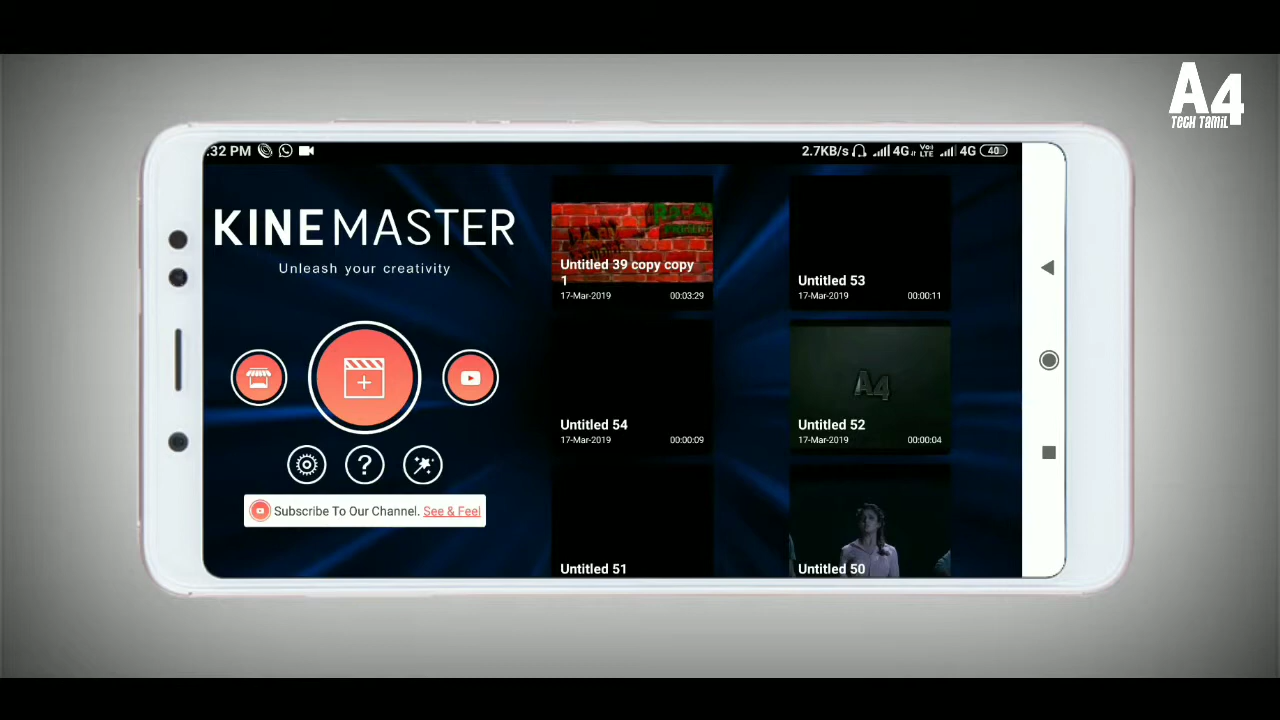 A4
TECH TAMIL
:32 PM
2.7KB/s 4G Vo LTE 4G 40
KINEMASTER
Unleash your creativity
?
Subscribe To Our Channel. See & Feel
Untitled 39 copy copy
1
17-Mar-2019 00:03:29
Untitled 53
17-Mar-2019 00:00:11
Untitled 54
17-Mar-2019 00:00:09
A4
Untitled 52
17-Mar-2019 00:00:04
Untitled 51
Untitled 50